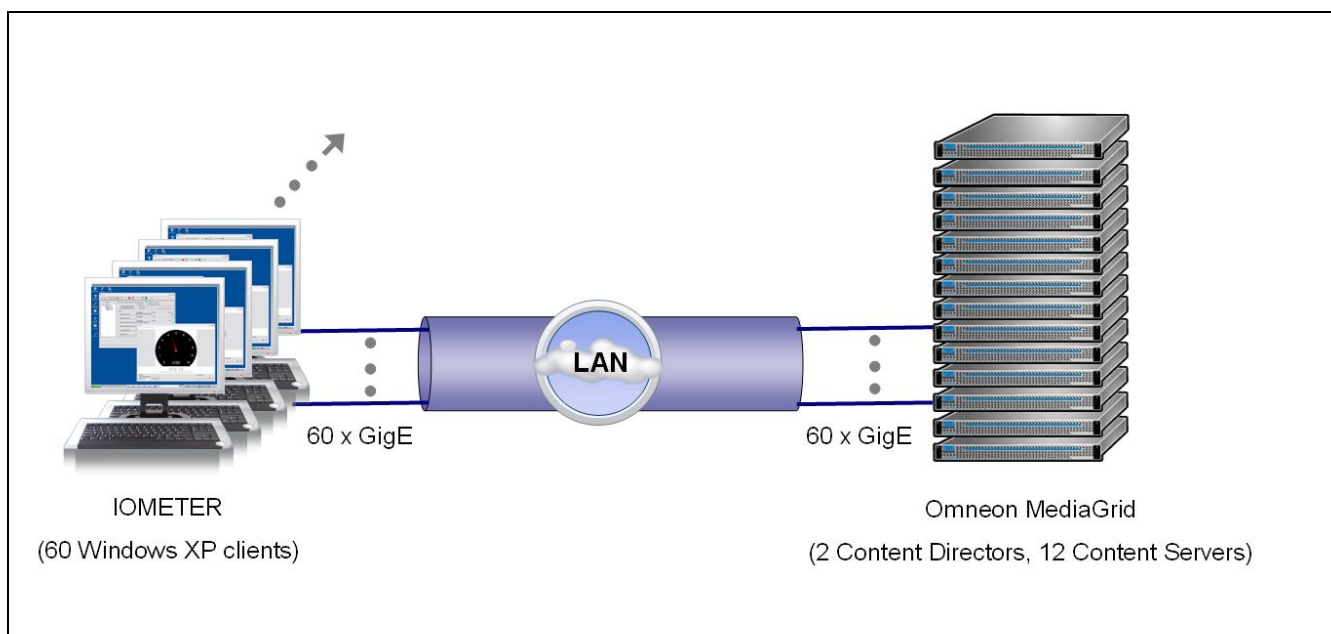 LAN
60 x GigE
60 x GigE
IOMETER
(60 Windows XP clients)
Omneon MediaGrid
(2 Content Directors, 12 Content Servers)